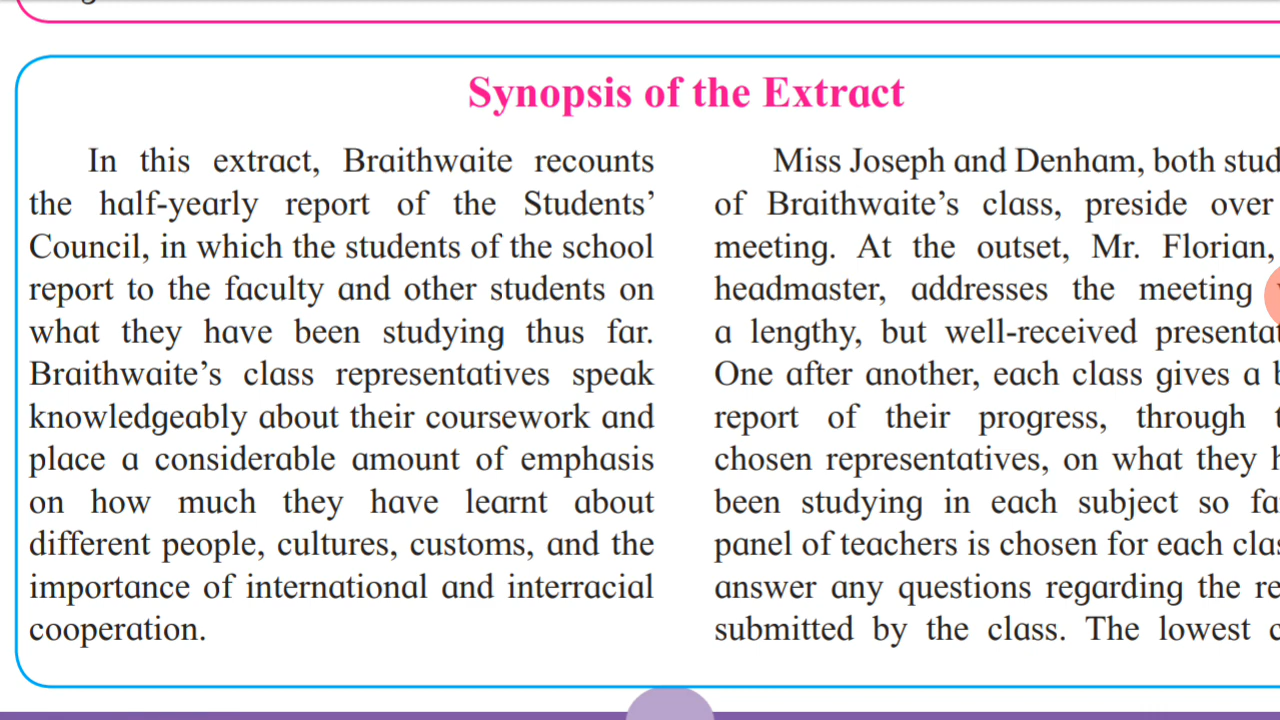 Synopsis of the Extract
In this extract, Braithwaite recounts
the half-yearly report of the Students’
Council, in which the students of the school
report to the faculty and other students on
what they have been studying thus far.
Braithwaite’s class representatives speak
knowledgeably about their coursework and
place a considerable amount of emphasis
on how much they have learnt about
different people, cultures, customs, and the
importance of international and interracial
cooperation.
Miss Joseph and Denham, both
of Braithwaite’s class, preside over
meeting. At the outset, Mr. Florian,
headmaster, addresses the meeting
a lengthy, but well-received
One after another, each class gives a
report of their progress, through
chosen representatives, on what they
been studying in each subject so
panel of teachers is chosen for each
answer any questions regarding the
submitted by the class. The lowest